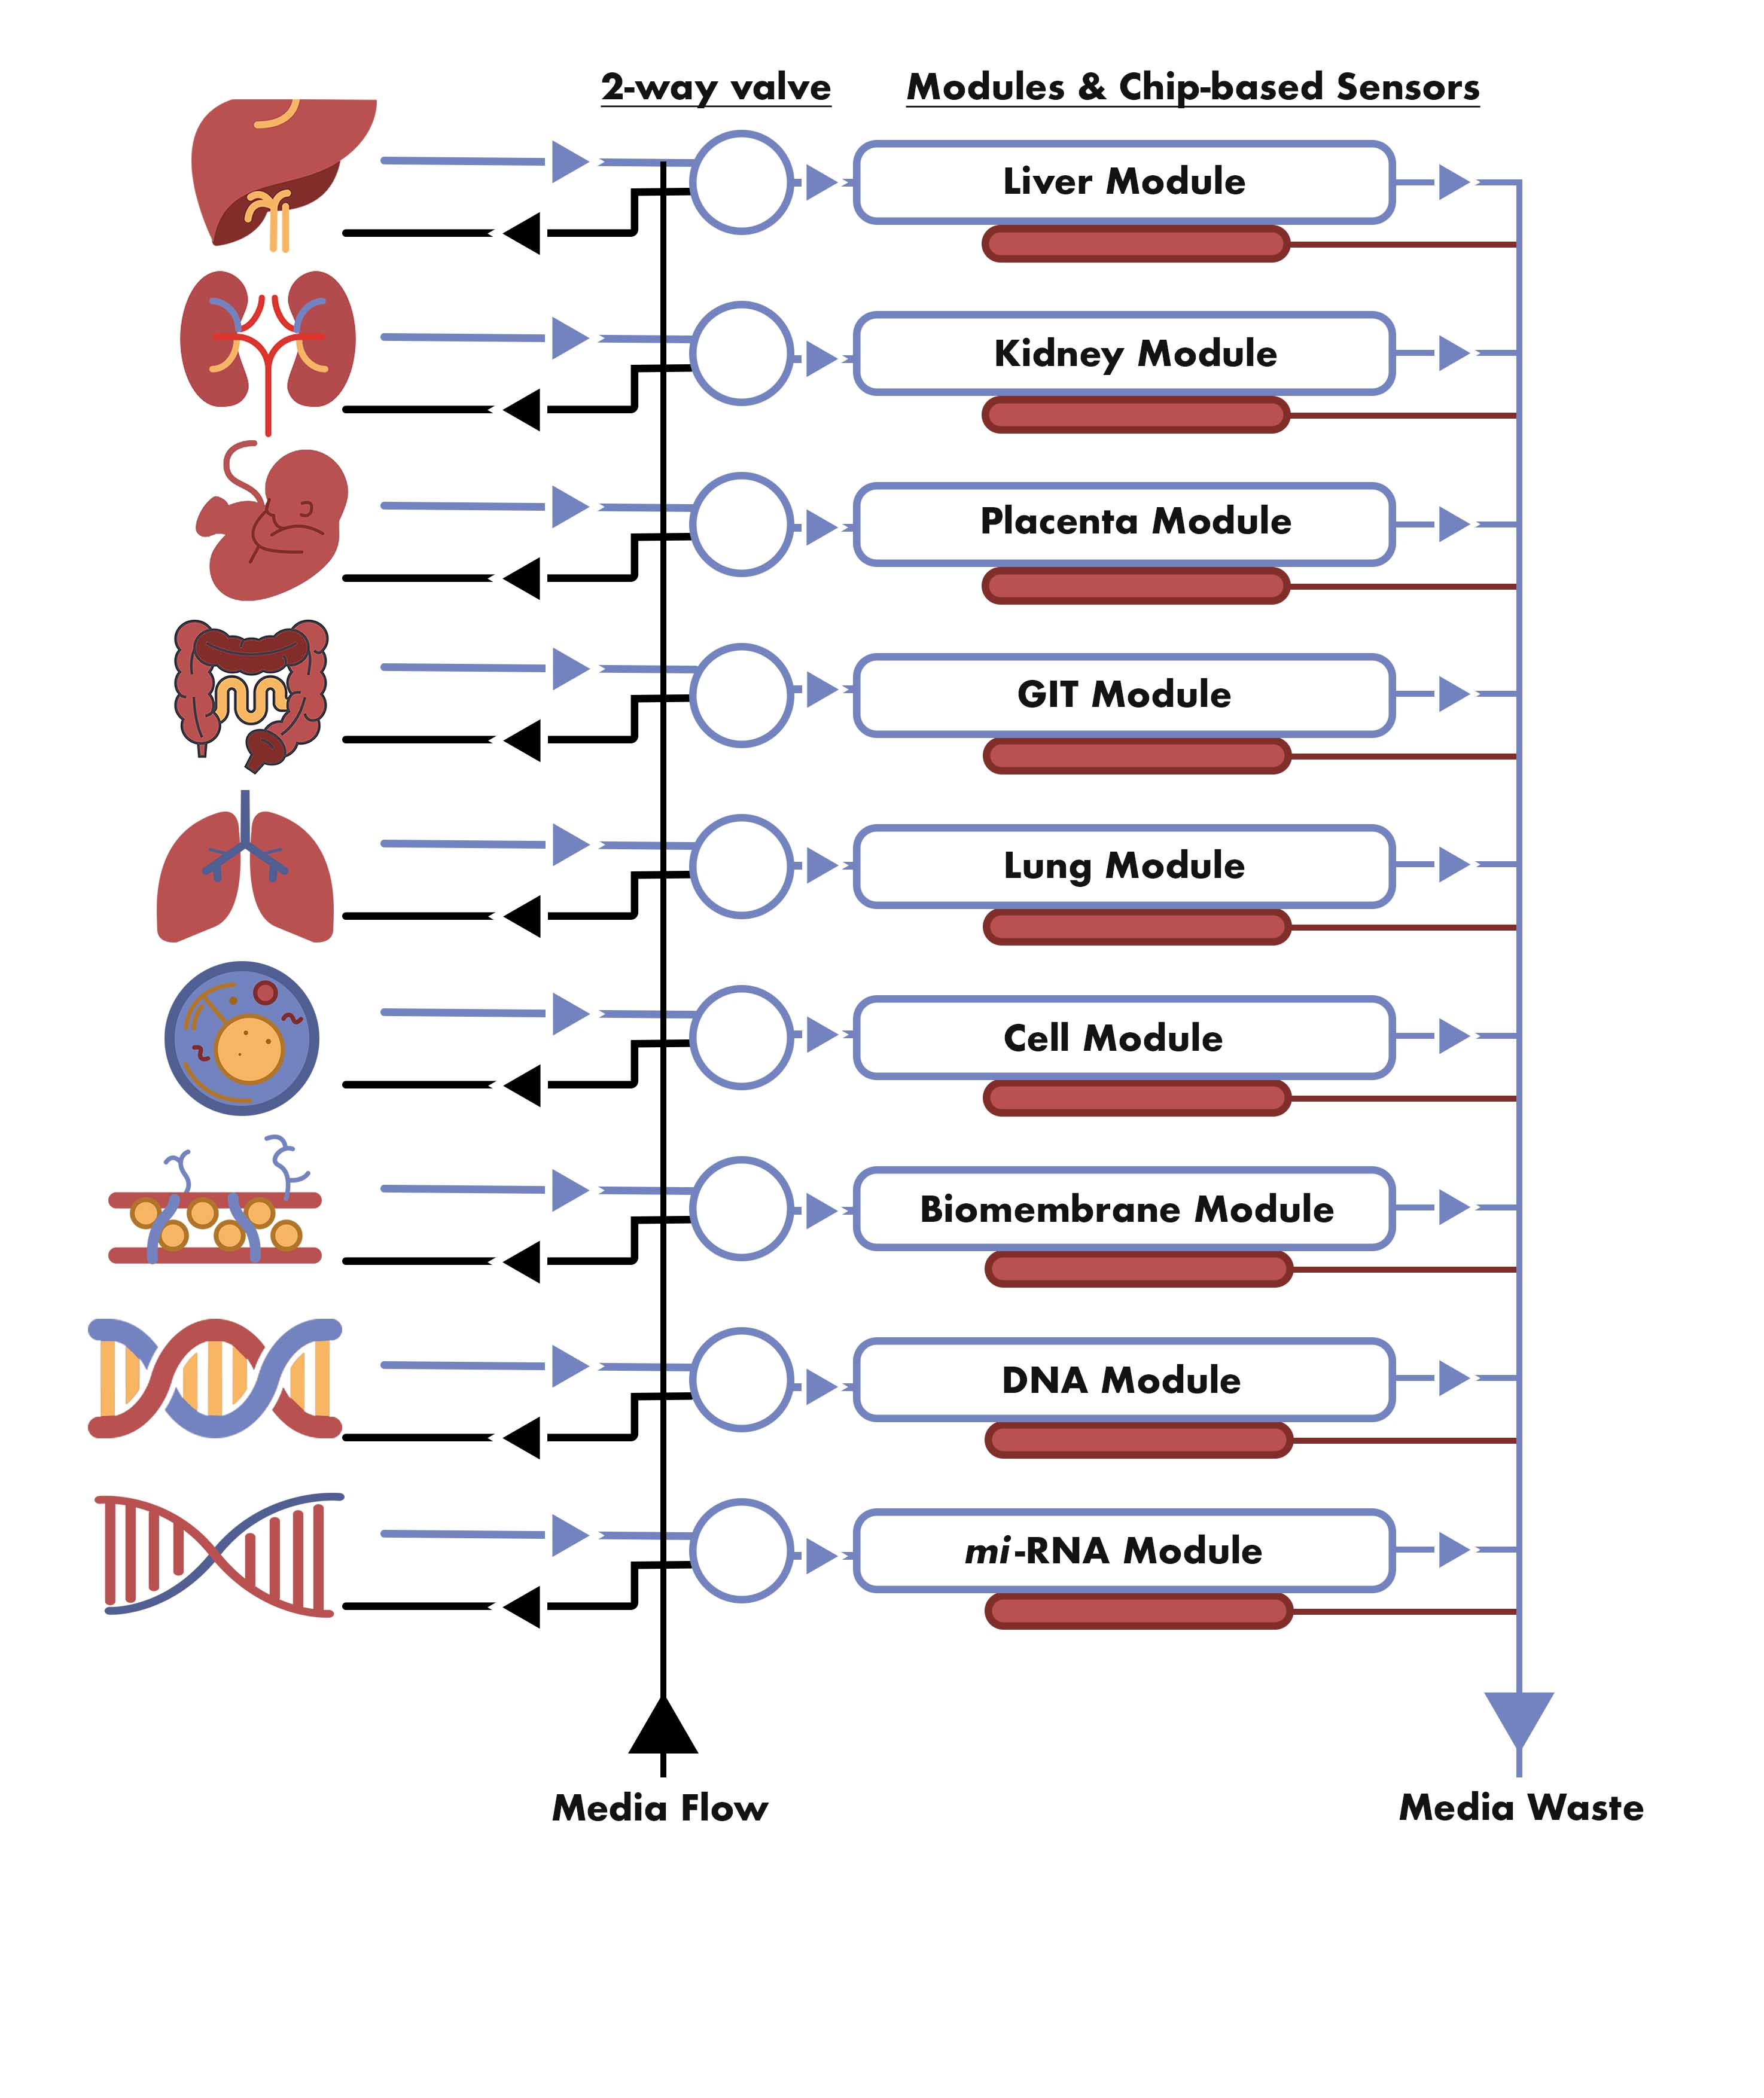 2-way valve
Modules & Chip-based Sensors
Liver Module
Kidney Module
Placenta Module
GIT Module
Lung Module
Cell Module
Biomembrane Module
DNA Module
mi-RNA Module
Media Flow
Media Waste